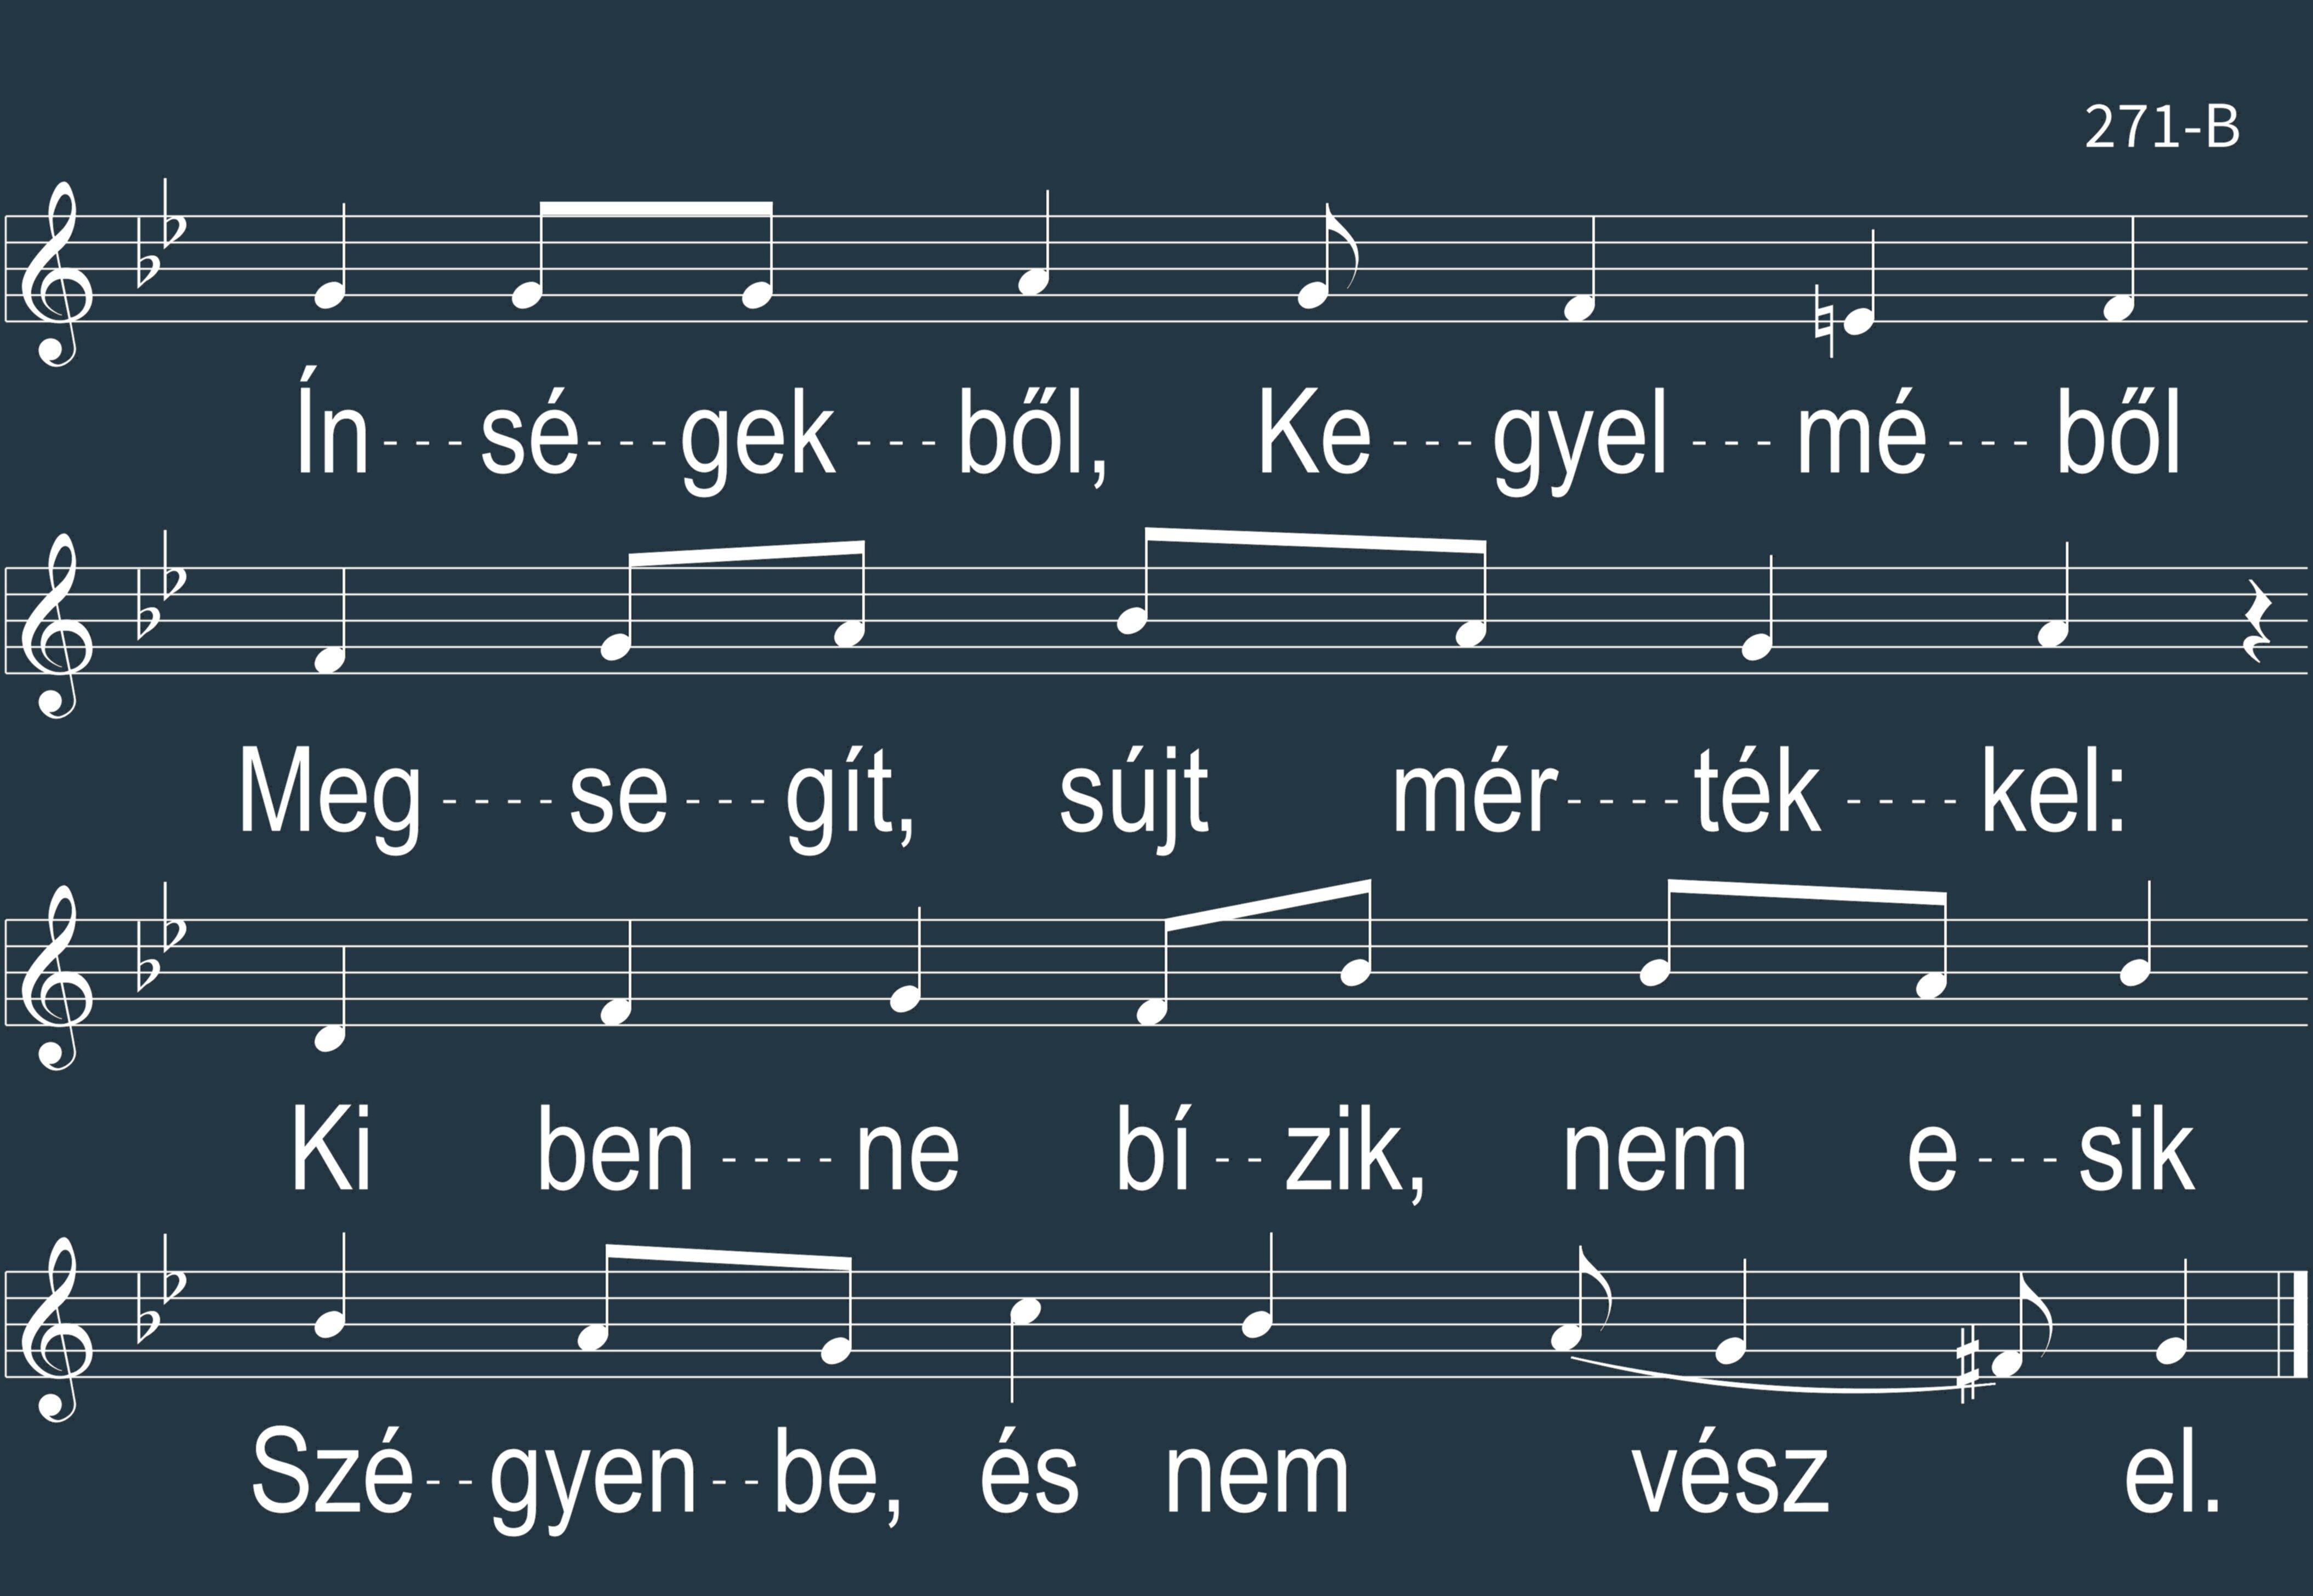 271-B
Ín---sé---gek---ből, Ke---gyel---mé---ből
Meg----se---gít, sújt mér----ték----kel:
Ki ben----ne bí--zik, nem e---sik
Szé--gyen--be, és nem vész el.